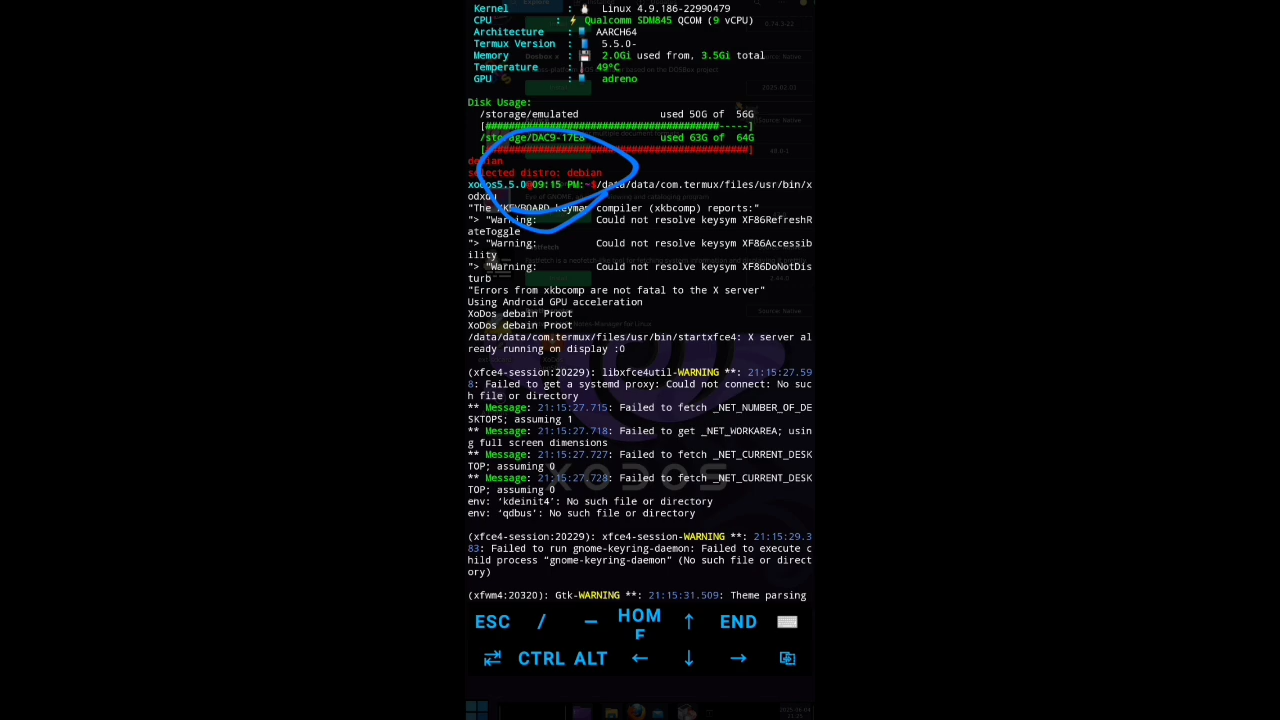 Kernel : Linux 4.9.186-22990479
CPU : ⚡ Qualcomm SDM845 QCOM (9 vCPU)
Architecture : AARCH64
Termux Version : 5.5.0-
Memory : 2.0Gi used from, 3.5Gi total
Temperature : 49°C
GPU : adreno
Disk Usage:
/storage/emulated used 50G of 56G
[########################################-----]
/storage/DAC9-17E8 used 63G of 64G
debian
selected distro: debian
xodos5.5.0@09:15 PM:~$/data/data/com.termux/files/usr/bin/x
odxd
"The XKEYBOARD keymap compiler (xkbcomp) reports:"
"> "Warning: Could not resolve keysym XF86RefreshR
ateToggle
"> "Warning: Could not resolve keysym XF86Accessib
ility
"> "Warning: Could not resolve keysym XF86DoNotDis
turb
"Errors from xkbcomp are not fatal to the X server"
Using Android GPU acceleration
XoDos debain Proot
XoDos debain Proot
/data/data/com.termux/files/usr/bin/startxfce4: X server al
ready running on display :0
(xfce4-session:20229): libxfce4util-WARNING **: 21:15:27.59
8: Failed to get a systemd proxy: Could not connect: No suc
h file or directory
** Message: 21:15:27.715: Failed to fetch _NET_NUMBER_OF_DE
SKTOPS; assuming 1
** Message: 21:15:27.718: Failed to get _NET_WORKAREA; usin
g full screen dimensions
** Message: 21:15:27.727: Failed to fetch _NET_CURRENT_DESK
TOP; assuming 0
** Message: 21:15:27.728: Failed to fetch _NET_CURRENT_DESK
TOP; assuming 0
env: ‘kdeinit4’: No such file or directory
env: ‘qdbus’: No such file or directory
(xfce4-session:20229): xfce4-session-WARNING **: 21:15:29.3
83: Failed to run gnome-keyring-daemon: Failed to execute c
hild process “gnome-keyring-daemon” (No such file or direct
ory)
(xfwm4:20320): Gtk-WARNING **: 21:15:31.509: Theme parsing
XODOS
ESC / – HOME ↑ END
CTRL ALT ← ↓ →